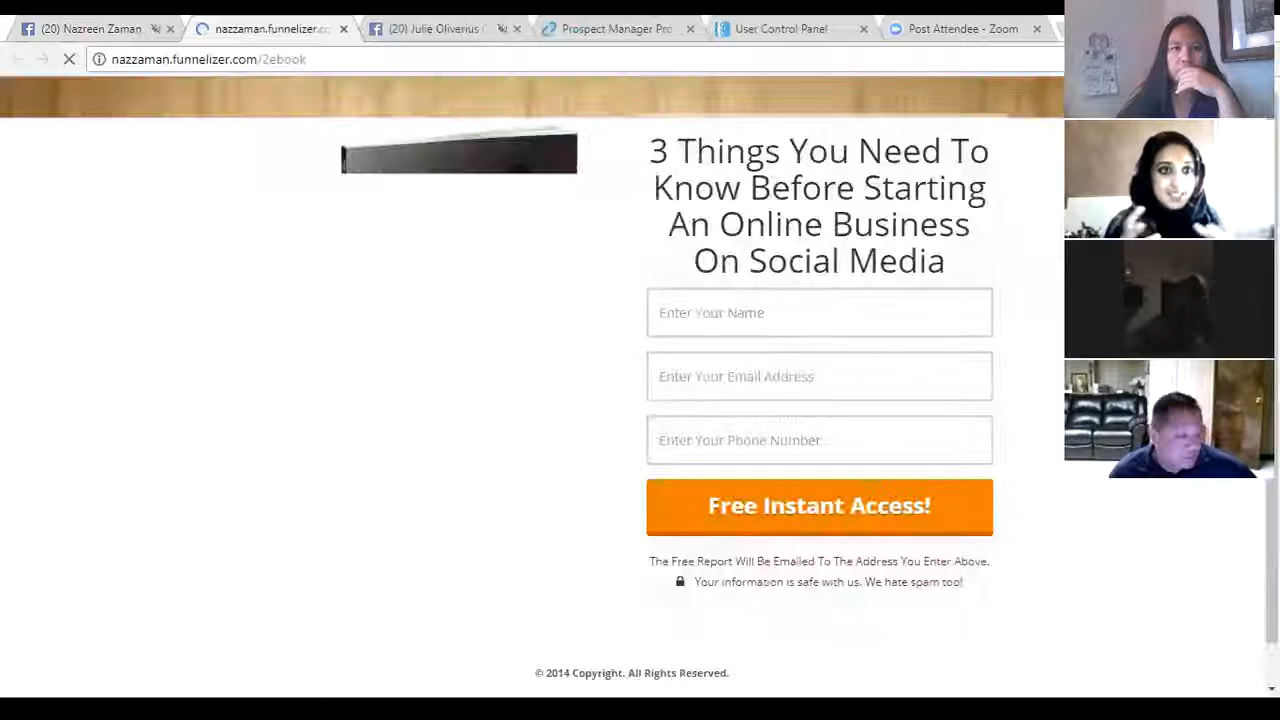 (20) Nazreen Zaman
nazzaman.funnelizer.co
(20) Julie Oliverius
Prospect Manager Pro
User Control Panel
Post Attendee - Zoom
nazzaman.funnelizer.com/2ebook
3 Things You Need To
Know Before Starting
An Online Business
On Social Media
Enter Your Name
Enter Your Email Address
Enter Your Phone Number
Free Instant Access!
The Free Report Will Be Emailed To The Address You Enter Above.
Your information is safe with us. We hate spam too!
© 2014 Copyright. All Rights Reserved.